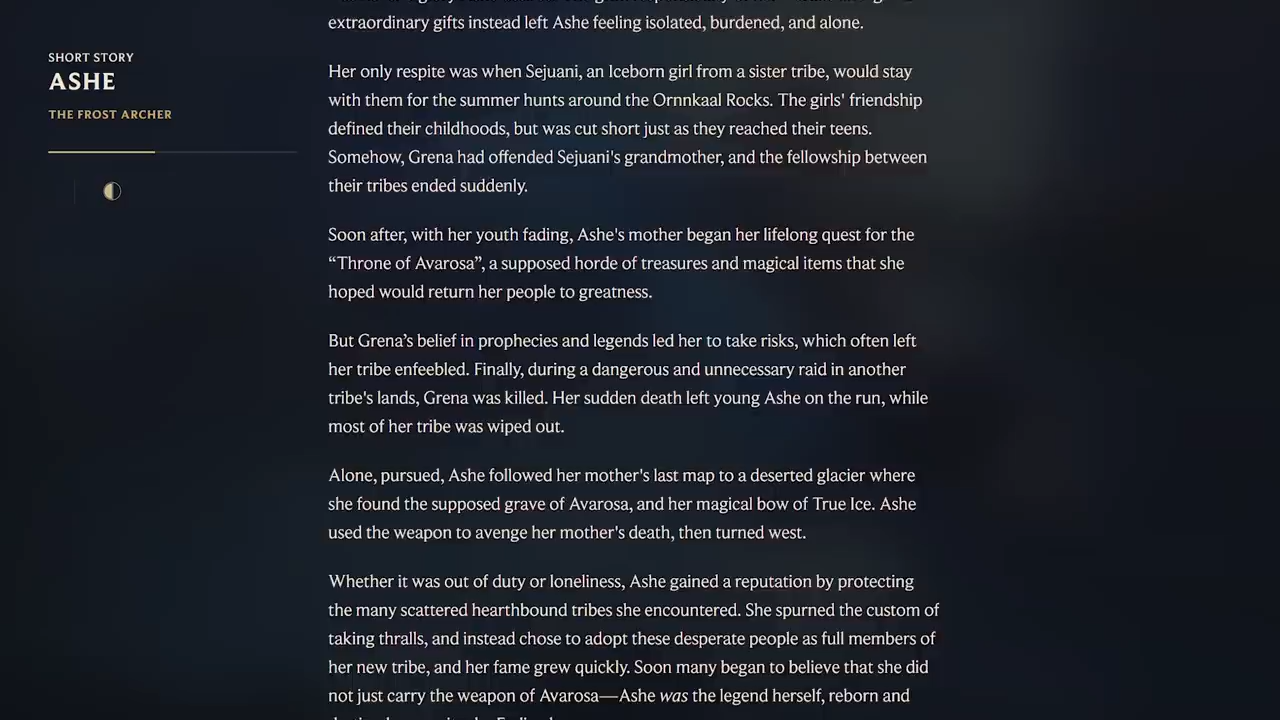 SHORT STORY
ASHE
THE FROST ARCHER
extraordinary gifts instead left Ashe feeling isolated, burdened, and alone.
Her only respite was when Sejuani, an Iceborn girl from a sister tribe, would stay
with them for the summer hunts around the Ornnkaal Rocks. The girls' friendship
defined their childhoods, but was cut short just as they reached their teens.
Somehow, Grena had offended Sejuani's grandmother, and the fellowship between
their tribes ended suddenly.
Soon after, with her youth fading, Ashe's mother began her lifelong quest for the
“Throne of Avarosa”, a supposed horde of treasures and magical items that she
hoped would return her people to greatness.
But Grena’s belief in prophecies and legends led her to take risks, which often left
her tribe enfeebled. Finally, during a dangerous and unnecessary raid in another
tribe's lands, Grena was killed. Her sudden death left young Ashe on the run, while
most of her tribe was wiped out.
Alone, pursued, Ashe followed her mother's last map to a deserted glacier where
she found the supposed grave of Avarosa, and her magical bow of True Ice. Ashe
used the weapon to avenge her mother's death, then turned west.
Whether it was out of duty or loneliness, Ashe gained a reputation by protecting
the many scattered hearthbound tribes she encountered. She spurned the custom of
taking thralls, and instead chose to adopt these desperate people as full members of
her new tribe, and her fame grew quickly. Soon many began to believe that she did
not just carry the weapon of Avarosa—Ashe was the legend herself, reborn and